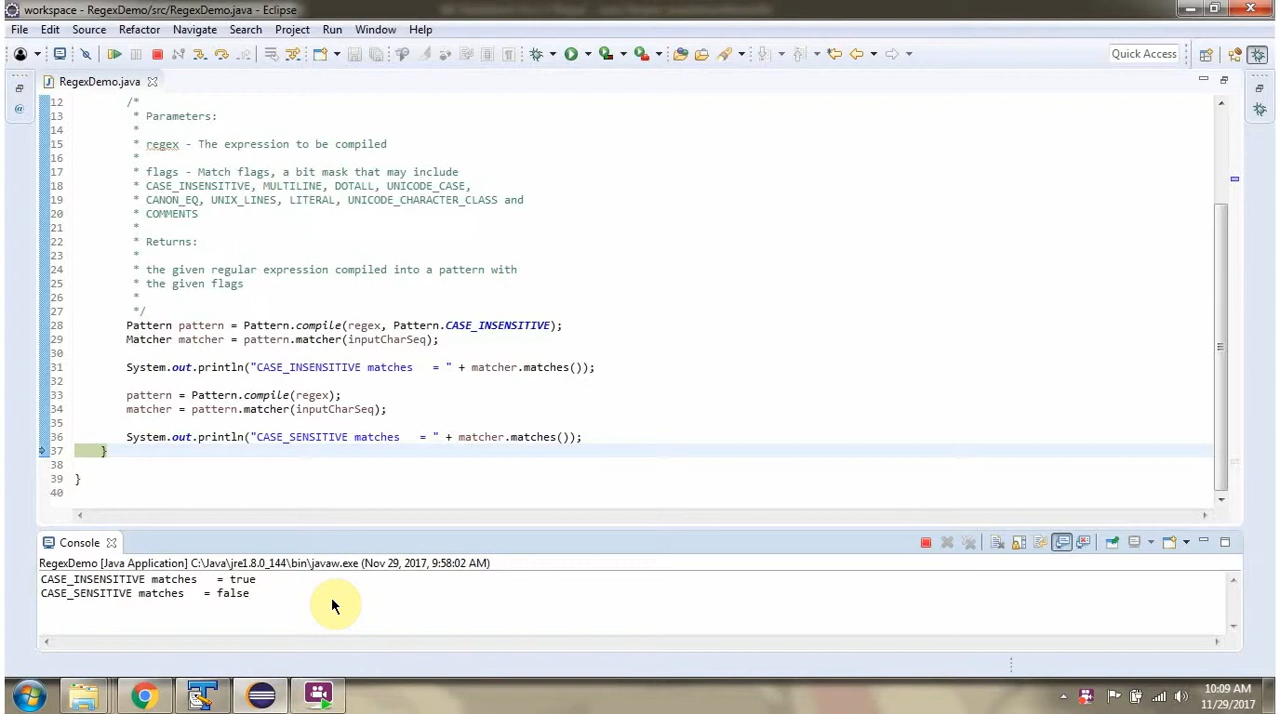 workspace - RegexDemo/src/RegexDemo.java - Eclipse
File Edit Source Refactor Navigate Search Project Run Window Help
Quick Access
RegexDemo.java
12 /*
13 * Parameters:
14 *
15 * regex - The expression to be compiled
16 *
17 * flags - Match flags, a bit mask that may include
18 * CASE_INSENSITIVE, MULTILINE, DOTALL, UNICODE_CASE,
19 * CANON_EQ, UNIX_LINES, LITERAL, UNICODE_CHARACTER_CLASS and
20 * COMMENTS
21 *
22 * Returns:
23 *
24 * the given regular expression compiled into a pattern with
25 * the given flags
26 *
27 */
28 Pattern pattern = Pattern.compile(regex, Pattern.CASE_INSENSITIVE);
29 Matcher matcher = pattern.matcher(inputCharSeq);
30
31 System.out.println("CASE_INSENSITIVE matches   = " + matcher.matches());
32
33 pattern = Pattern.compile(regex);
34 matcher = pattern.matcher(inputCharSeq);
35
36 System.out.println("CASE_SENSITIVE matches   = " + matcher.matches());
37 }
38
39 }
40
Console
RegexDemo [Java Application] C:\Java\jre1.8.0_144\bin\javaw.exe (Nov 29, 2017, 9:58:02 AM)
CASE_INSENSITIVE matches   = true
CASE_SENSITIVE matches   = false
10:09 AM
11/29/2017